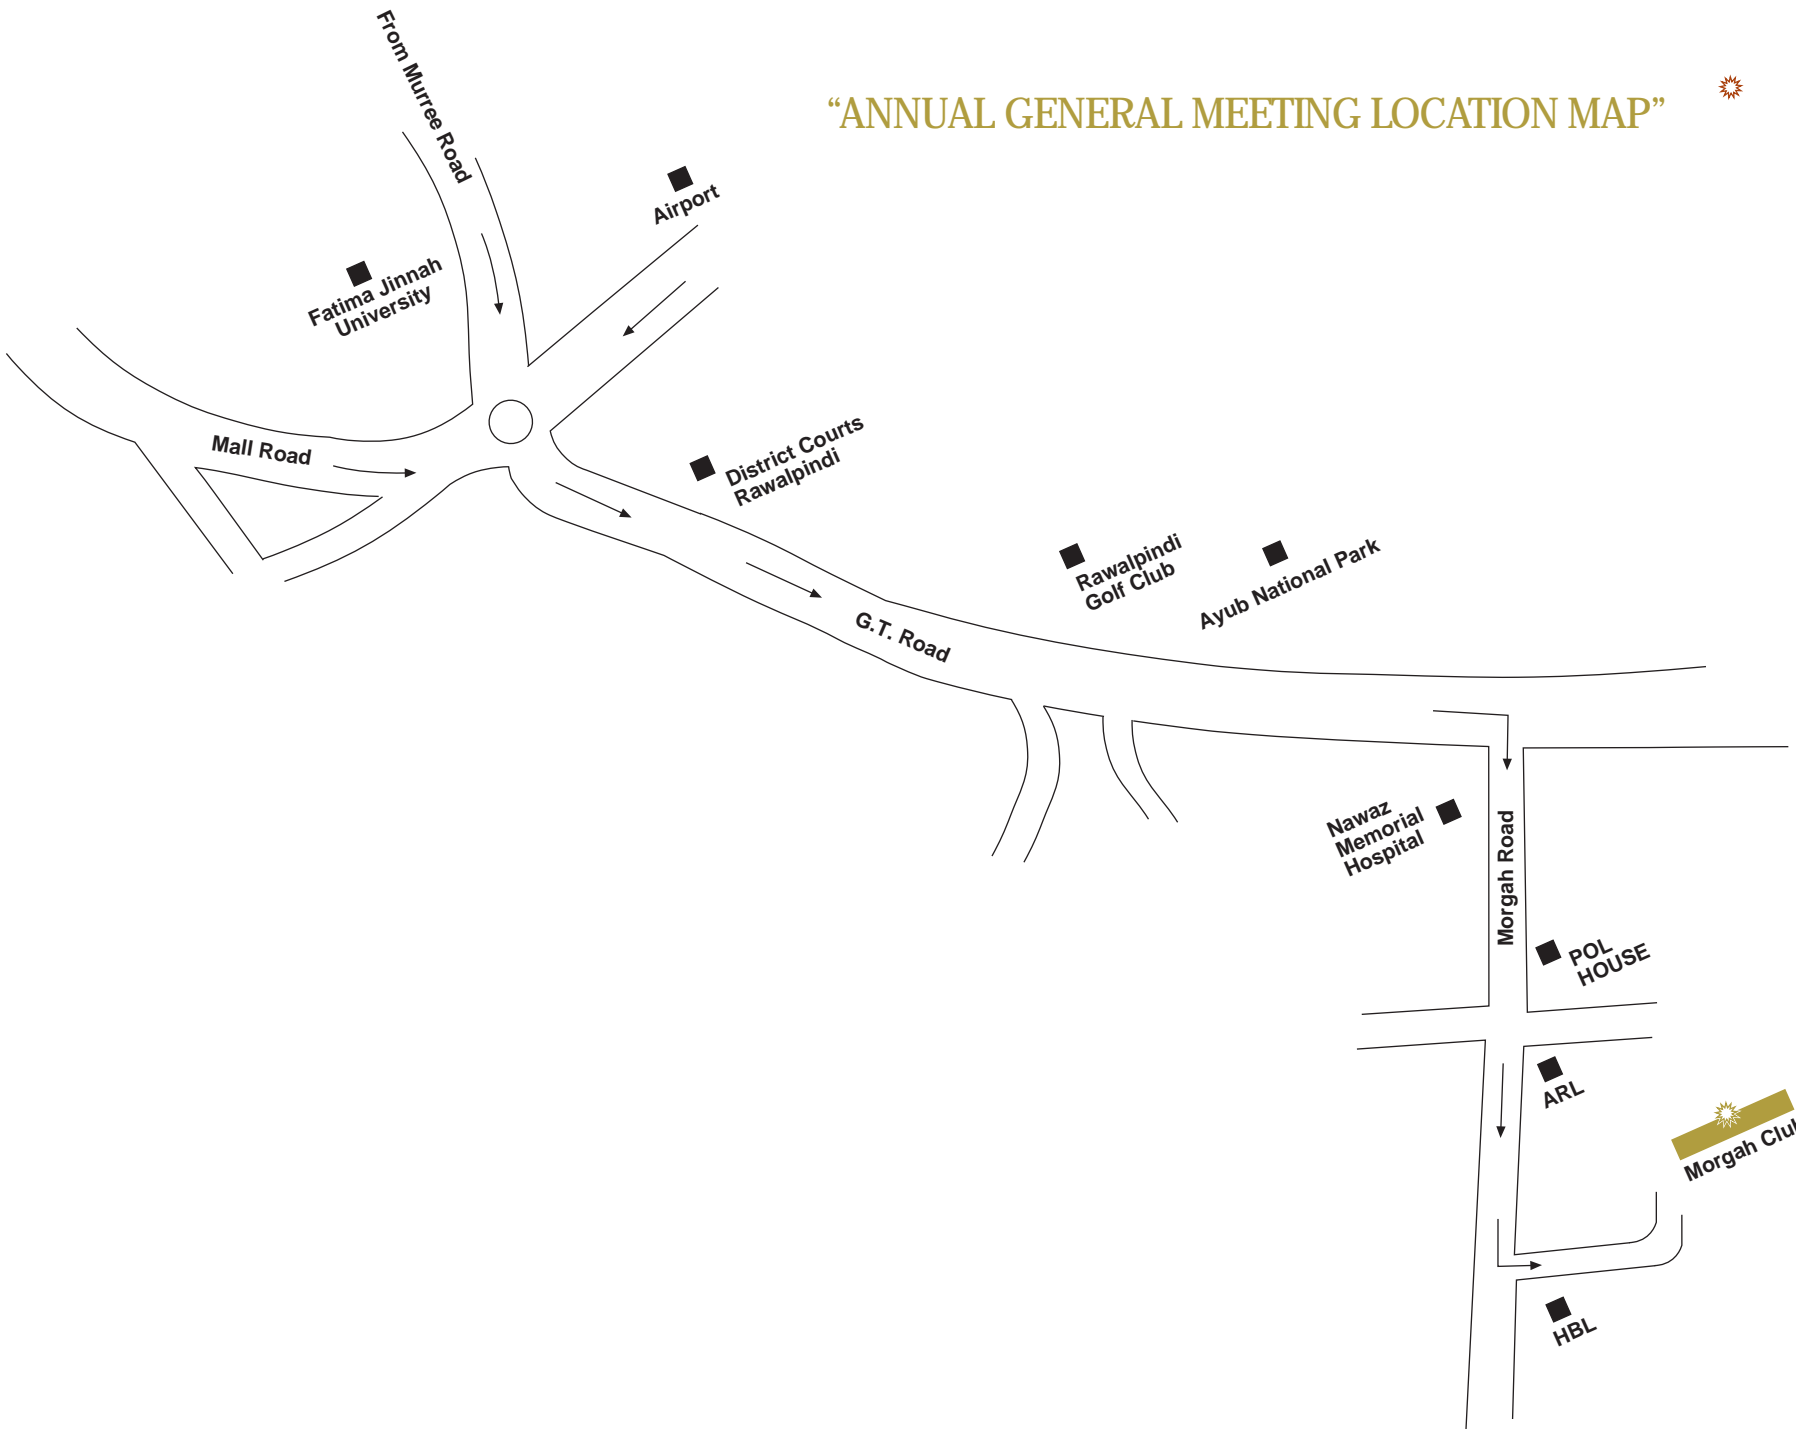 “ANNUAL GENERAL MEETING LOCATION MAP”
From Murree Road
Airport
Fatima Jinnah
University
Mall Road
District Courts
Rawalpindi
Rawalpindi
Golf Club
Ayub National Park
G.T. Road
Nawaz
Memorial
Hospital
Morgah Road
POL
HOUSE
ARL
Morgah Club
HBL